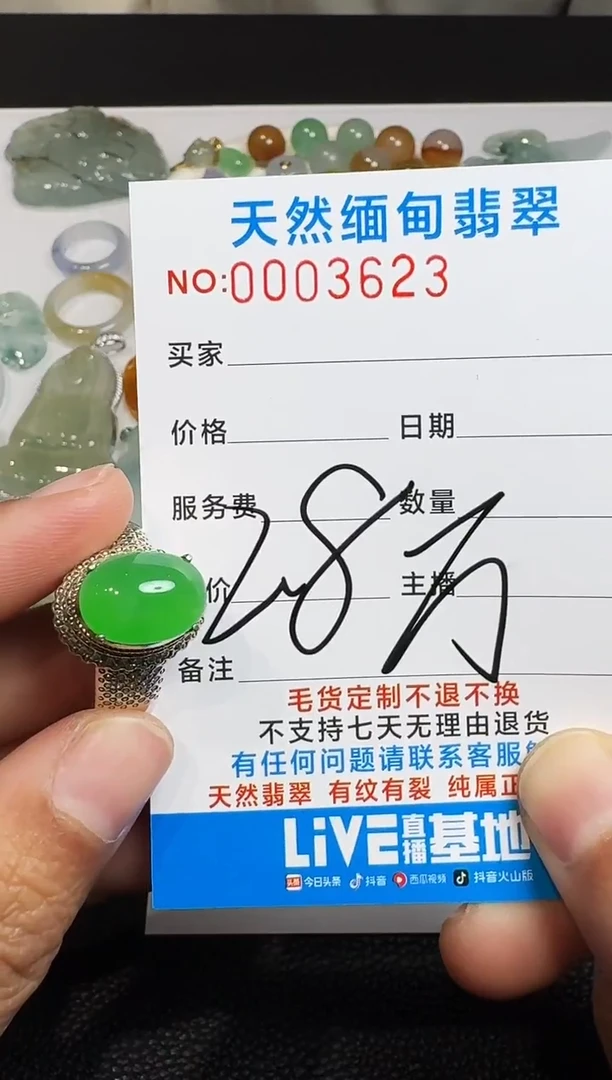 天然缅甸翡翠
NO:0003623
买家
价格 日期
服务费 数量
价 主播
28万
备注
毛货定制不退不换
不支持七天无理由退货
有任何问题请联系客服
天然翡翠 有纹有裂 纯属正
LiVE直播基地
头条 今日头条 抖音 西瓜视频 抖音火山版